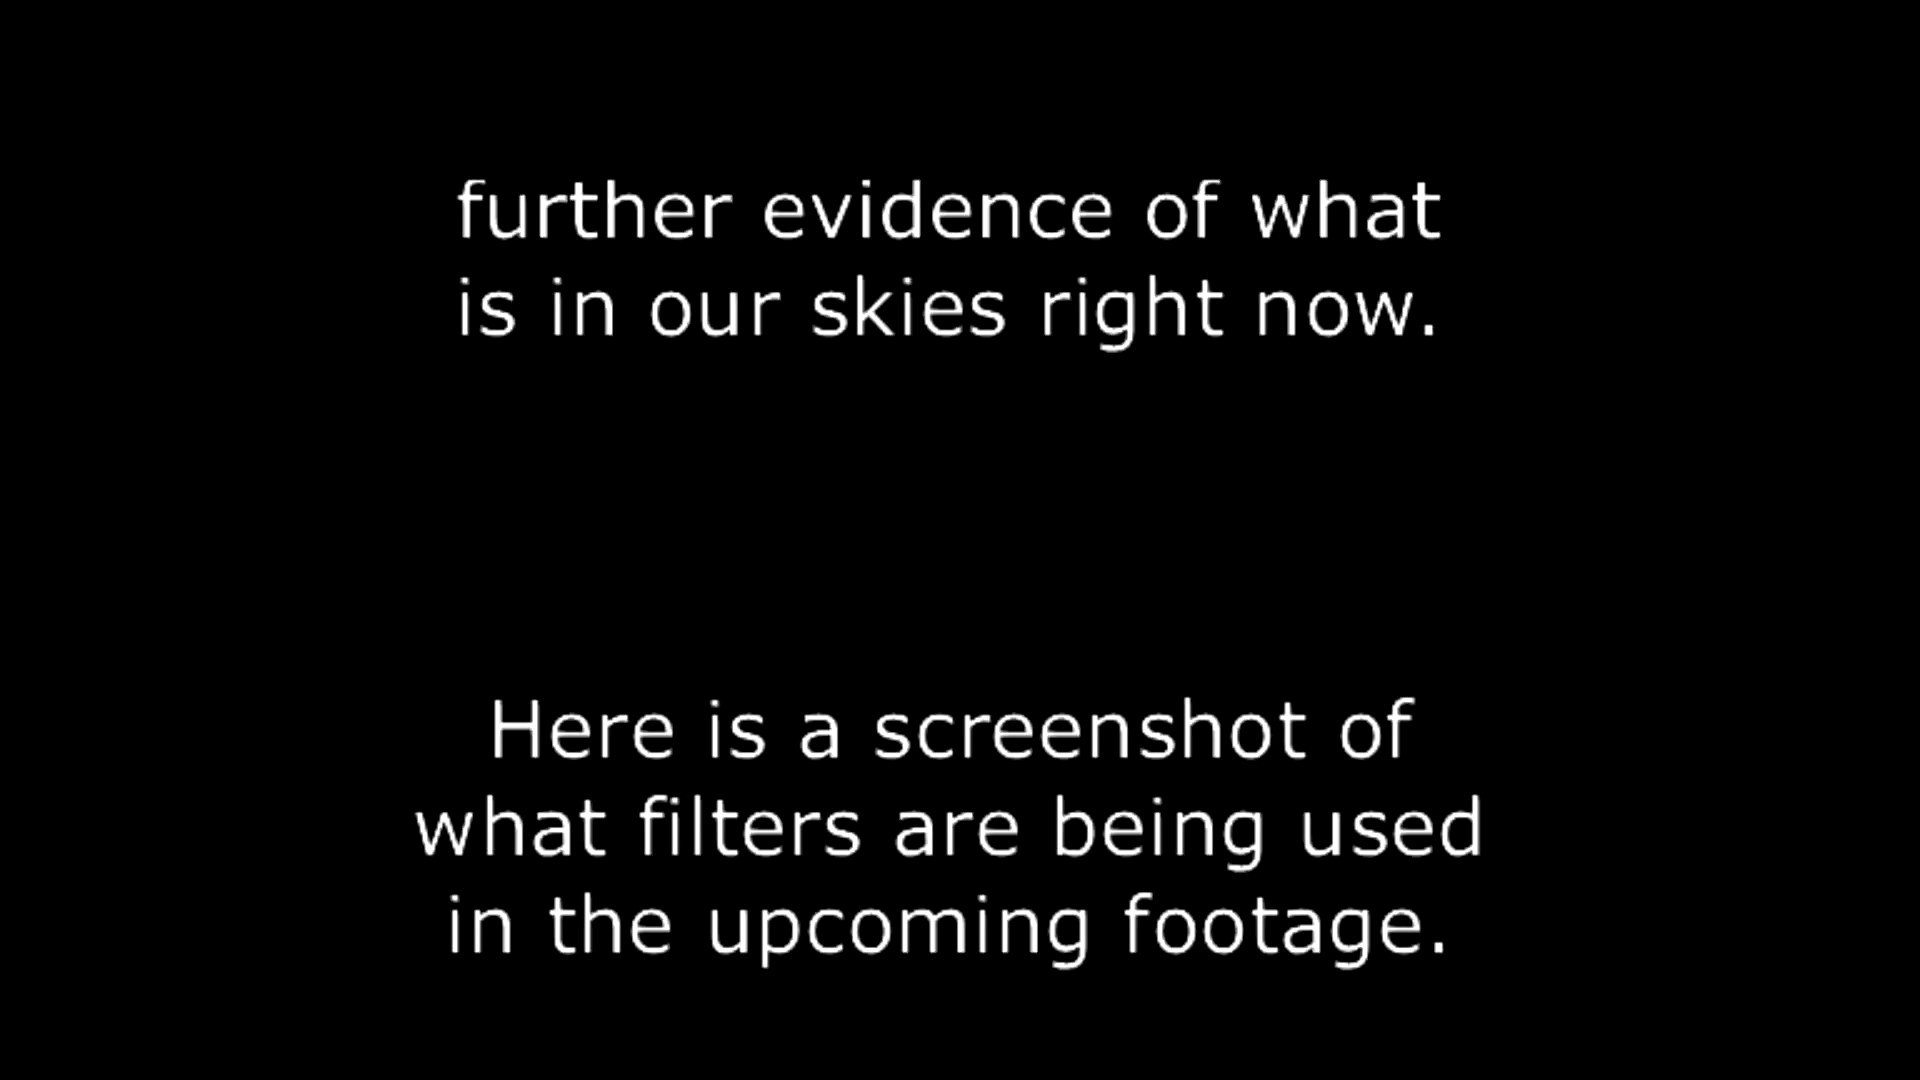 further evidence of what
is in our skies right now.
Here is a screenshot of
what filters are being used
in the upcoming footage.